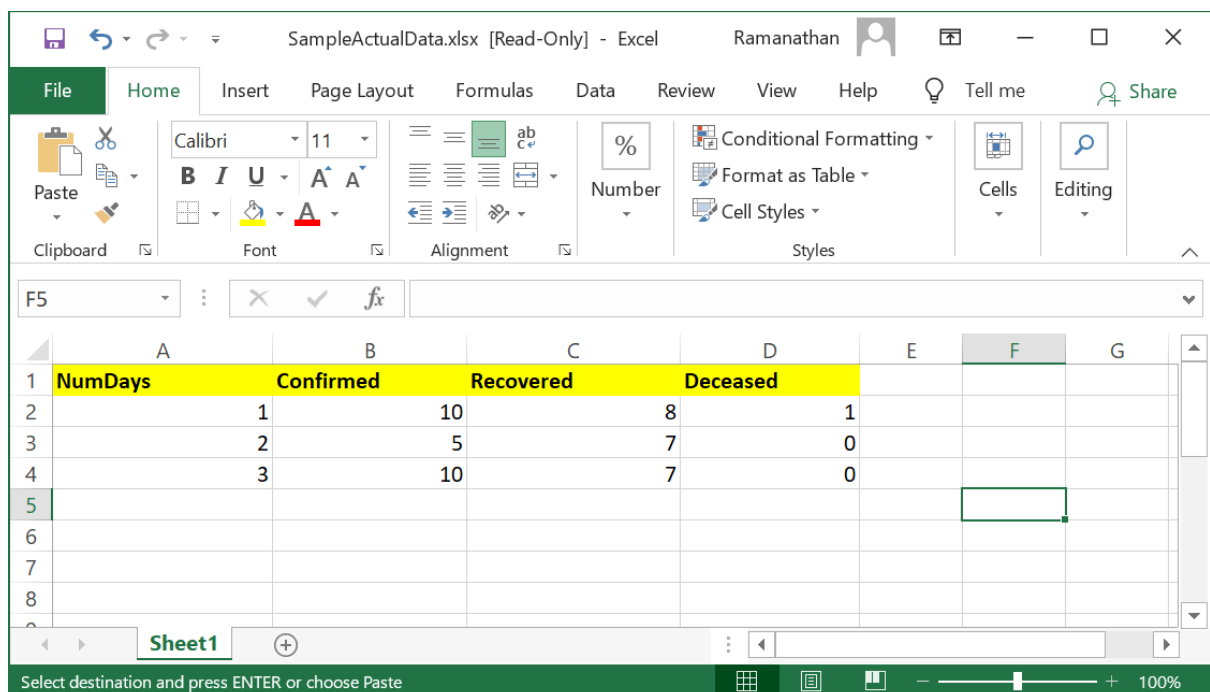 SampleActualData.xlsx [Read-Only] - Excel Ramanathan
File Home Insert Page Layout Formulas Data Review View Help Tell me Share
Paste
Clipboard
Calibri 11
B I U A A
A
Font
ab
c
Alignment
%
Number
Conditional Formatting
Format as Table
Cell Styles
Styles
Cells
Editing
F5 fx
A B C D E F G
1 NumDays Confirmed Recovered Deceased
2 1 10 8 1
3 2 5 7 0
4 3 10 7 0
5
6
7
8
Sheet1
Select destination and press ENTER or choose Paste 100%